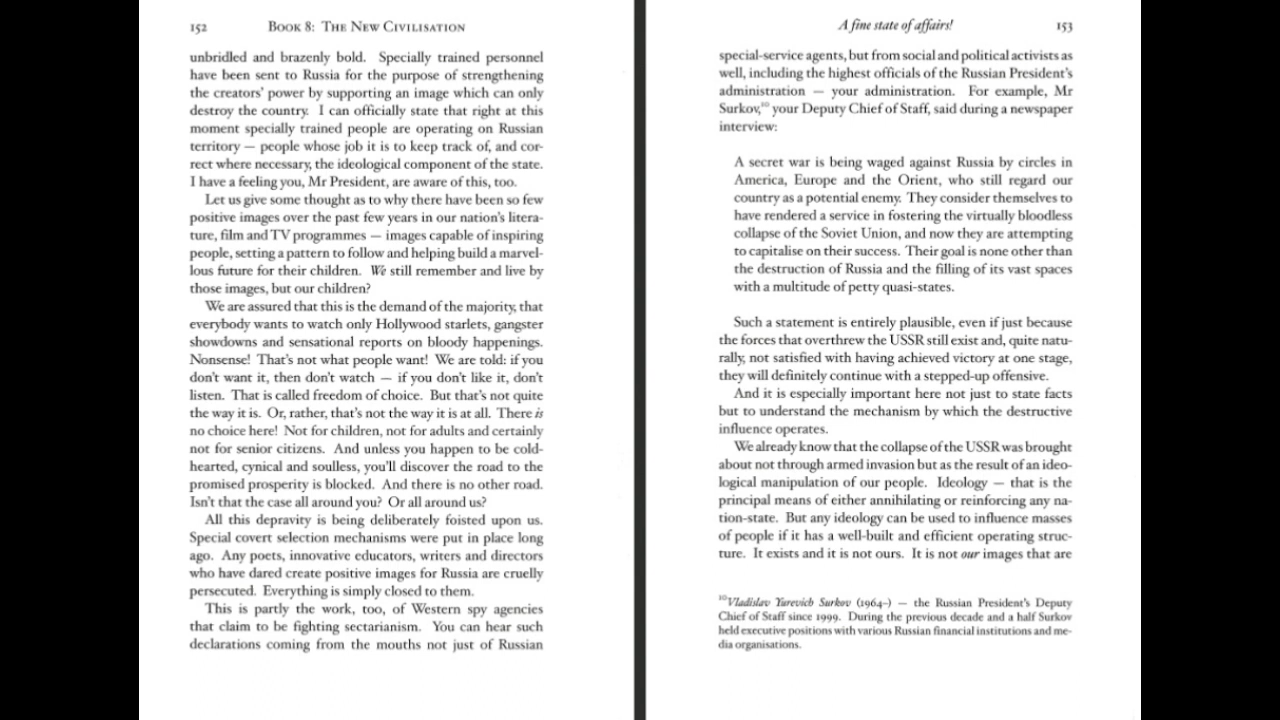 152 BOOK 8: THE NEW CIVILISATION
unbridled and brazenly bold. Specially trained personnel
have been sent to Russia for the purpose of strengthening
the creators' power by supporting an image which can only
destroy the country. I can officially state that right at this
moment specially trained people are operating on Russian
territory — people whose job it is to keep track of, and cor-
rect where necessary, the ideological component of the state.
I have a feeling you, Mr President, are aware of this, too.
Let us give some thought as to why there have been so few
positive images over the past few years in our nation's litera-
ture, film and TV programmes — images capable of inspiring
people, setting a pattern to follow and helping build a marvel-
lous future for their children. We still remember and live by
those images, but our children?
We are assured that this is the demand of the majority, that
everybody wants to watch only Hollywood starlets, gangster
showdowns and sensational reports on bloody happenings.
Nonsense! That's not what people want! We are told: if you
don't want it, then don't watch — if you don't like it, don't
listen. That is called freedom of choice. But that's not quite
the way it is. Or, rather, that's not the way it is at all. There is
no choice here! Not for children, not for adults and certainly
not for senior citizens. And unless you happen to be cold-
hearted, cynical and soulless, you'll discover the road to the
promised prosperity is blocked. And there is no other road.
Isn't that the case all around you? Or all around us?
All this depravity is being deliberately foisted upon us.
Special covert selection mechanisms were put in place long
ago. Any poets, innovative educators, writers and directors
who have dared create positive images for Russia are cruelly
persecuted. Everything is simply closed to them.
This is partly the work, too, of Western spy agencies
that claim to be fighting sectarianism. You can hear such
declarations coming from the mouths not just of Russian
A fine state of affairs! 153
special-service agents, but from social and political activists as
well, including the highest officials of the Russian President's
administration — your administration. For example, Mr
Surkov,¹⁰ your Deputy Chief of Staff, said during a newspaper
interview:
A secret war is being waged against Russia by circles in
America, Europe and the Orient, who still regard our
country as a potential enemy. They consider themselves to
have rendered a service in fostering the virtually bloodless
collapse of the Soviet Union, and now they are attempting
to capitalise on their success. Their goal is none other than
the destruction of Russia and the filling of its vast spaces
with a multitude of petty quasi-states.
Such a statement is entirely plausible, even if just because
the forces that overthrew the USSR still exist and, quite natu-
rally, not satisfied with having achieved victory at one stage,
they will definitely continue with a stepped-up offensive.
And it is especially important here not just to state facts
but to understand the mechanism by which the destructive
influence operates.
We already know that the collapse of the USSR was brought
about not through armed invasion but as the result of an ideo-
logical manipulation of our people. Ideology — that is the
principal means of either annihilating or reinforcing any na-
tion-state. But any ideology can be used to influence masses
of people if it has a well-built and efficient operating struc-
ture. It exists and it is not ours. It is not our images that are
¹⁰Vladislav Yurevich Surkov (1964–) — the Russian President's Deputy
Chief of Staff since 1999. During the previous decade and a half Surkov
held executive positions with various Russian financial institutions and me-
dia organisations.